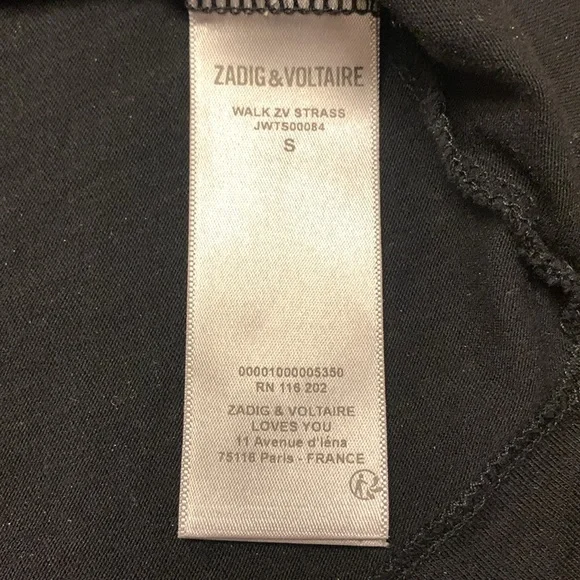 ZADIG&VOLTAIRE
WALK ZV STRASS
JWTS00084
S
00001000005350
RN 116 202
ZADIG & VOLTAIRE
LOVES YOU
11 Avenue d'iéna
75116 Paris - FRANCE